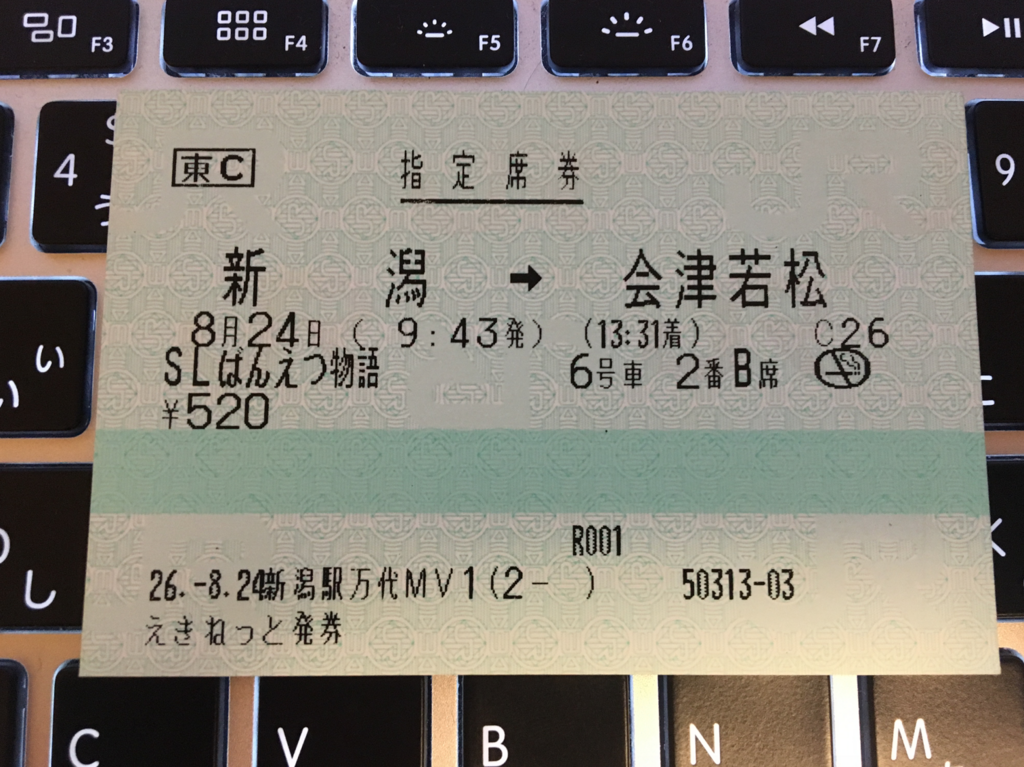 F3 F4 F5 F6 F7
4 9
東C 指定席券
新潟 → 会津若松
8月24日 ( 9:43発) (13:31着) C26
SLばんえつ物語 6号車 2番B席
¥520
R001
26.-8.24新潟駅万代MV1(2- ) 50313-03
えきねっと発券
い
い
し
C V B N M